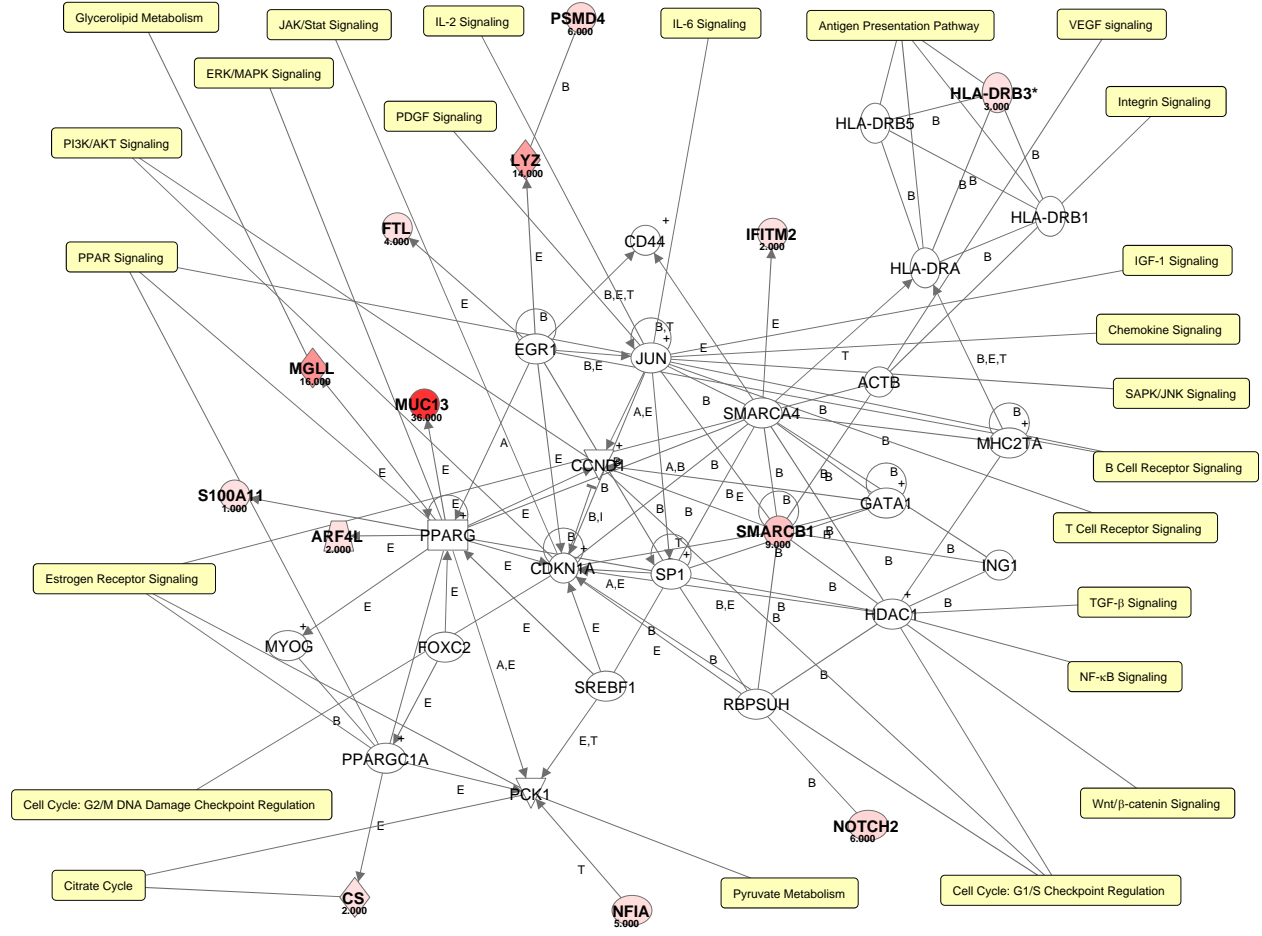 Glycerolipid Metabolism
JAK/Stat Signaling
IL-2 Signaling
PSMD4
6.000
IL-6 Signaling
Antigen Presentation Pathway
VEGF signaling
ERK/MAPK Signaling
B
HLA-DRB3*
3.000
Integrin Signaling
PDGF Signaling
HLA-DRB5
B
PI3K/AKT Signaling
LYZ
14.000
B
B
B
B
FTL
4.000
+
CD44
IFITM2
2.000
HLA-DRB1
PPAR Signaling
E
B
HLA-DRA
IGF-1 Signaling
E
B,E,T
B
B,T
+
E
Chemokine Signaling
EGR1
JUN
E
T
B,E,T
MGLL
16.000
B,E
ACTB
SAPK/JNK Signaling
MUC13
36.000
A,E
B
SMARCA4
B
B
+
MHC2TA
A
+
B
CCND1
B
B Cell Receptor Signaling
E
E
E
A,B
B
B
B
B
B
S100A11
1.000
B
B
E
B
+
GATA1
E
+
E
B,I
B
B
T Cell Receptor Signaling
ARF4L
2.000
PPARG
B
SMARCB1
9.000
B
B
E
B
+
T
+
B
B
B
Estrogen Receptor Signaling
E
CDKN1A
SP1
B
ING1
E
E
A,E
B
+
TGF-β Signaling
B,E
B
B
HDAC1
B
+
MYOG
FOXC2
E
E
B
E
A,E
B
B
NF-κB Signaling
SREBF1
RBPSUH
E
B
+
E,T
PPARGC1A
E
PCK1
B
Cell Cycle: G2/M DNA Damage Checkpoint Regulation
Wnt/β-catenin Signaling
E
NOTCH2
6.000
T
Citrate Cycle
CS
2.000
Pyruvate Metabolism
Cell Cycle: G1/S Checkpoint Regulation
NFIA
5.000